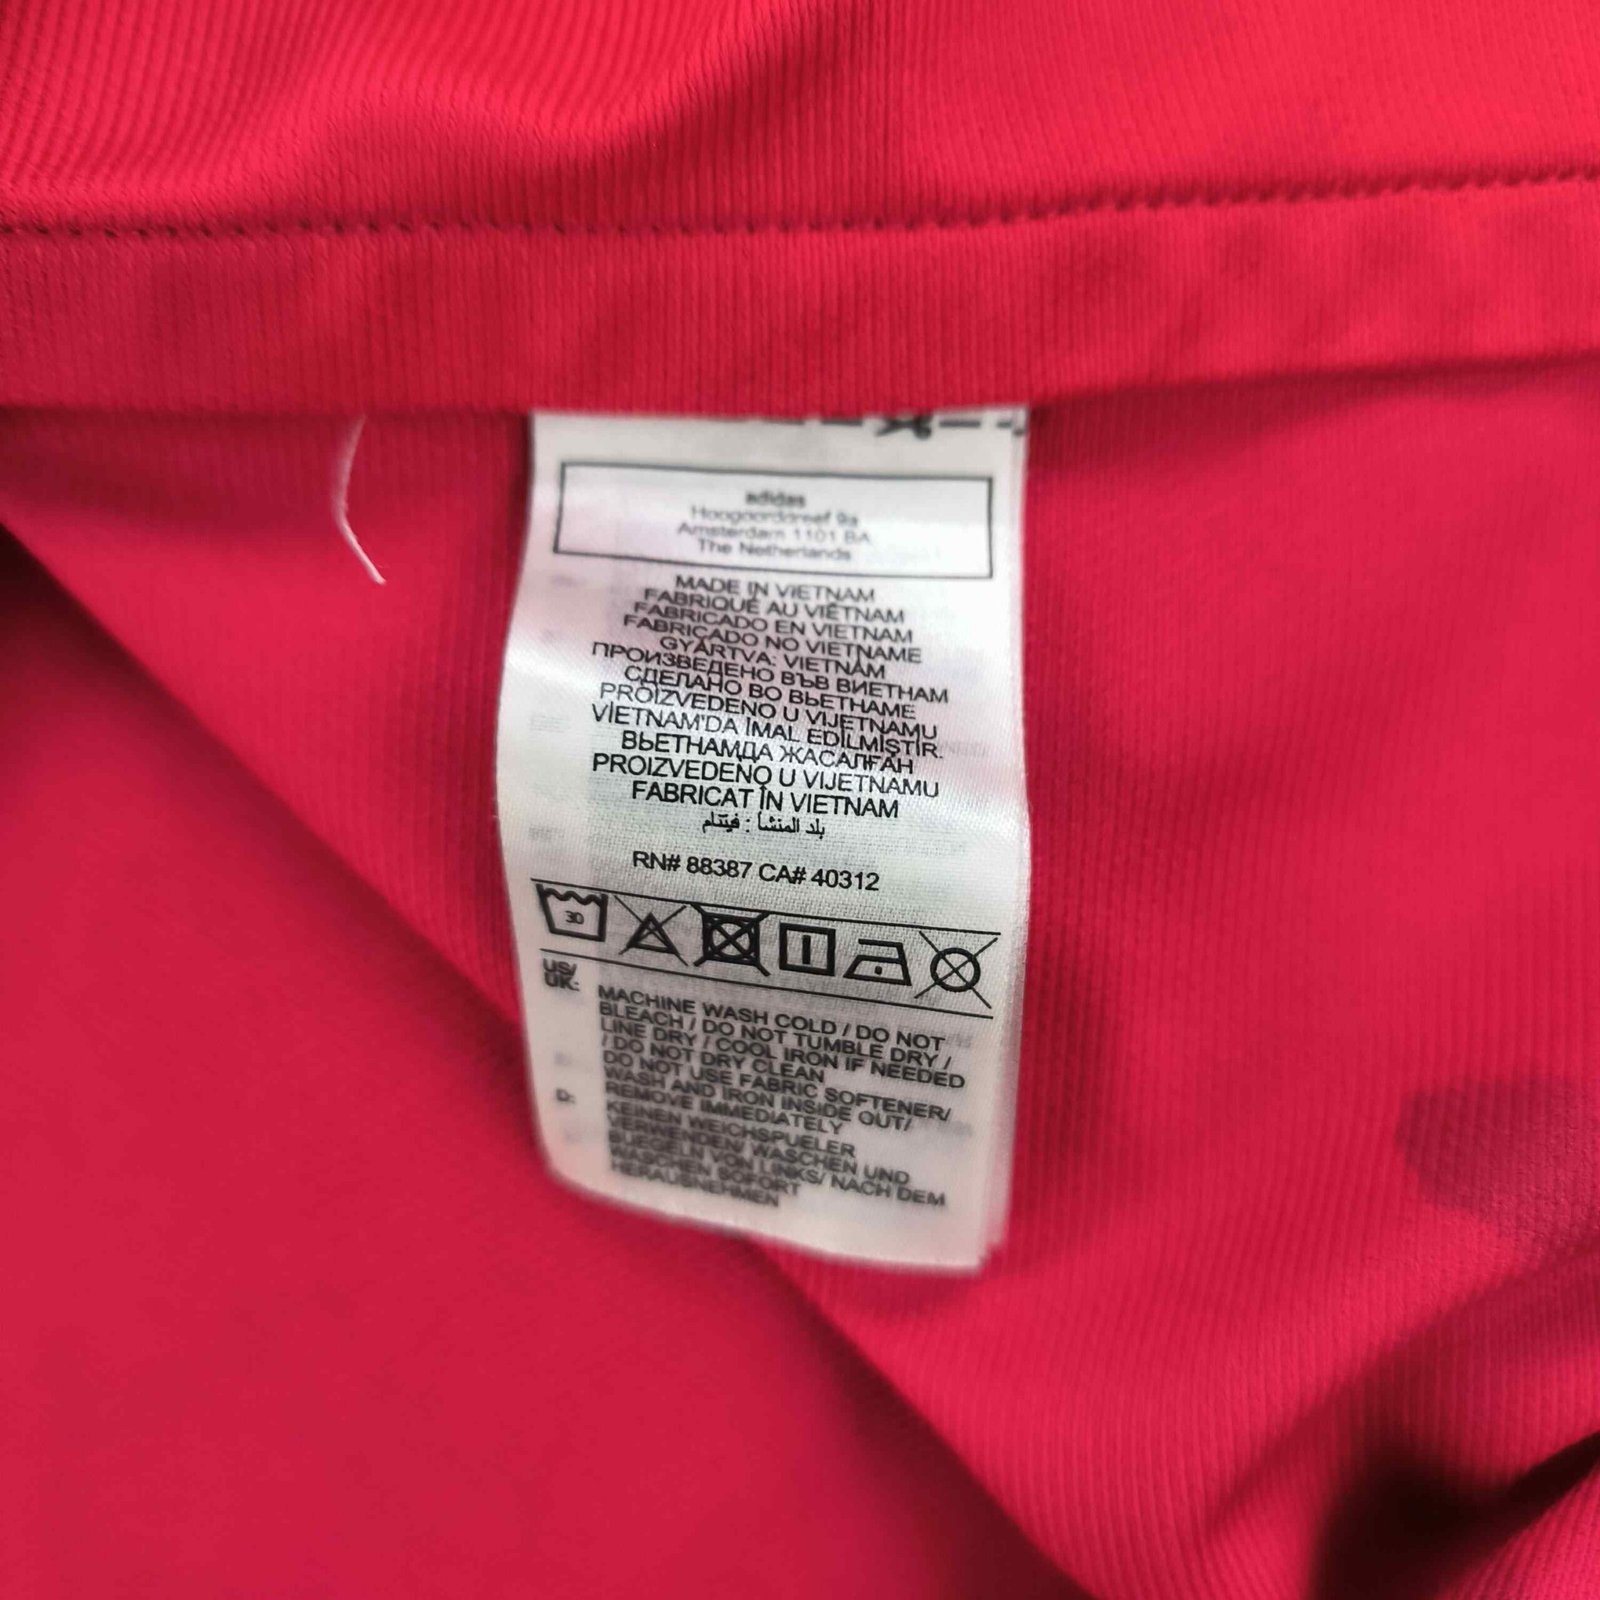 adidas
Hoogoorddreef 9a
Amsterdam 1101 BA
The Netherlands
MADE IN VIETNAM
FABRIQUÉ AU VIÊTNAM
FABRICADO EN VIETNAM
FABRICADO NO VIETNAME
GYÁRTVA: VIETNÁM
ПРОИЗВЕДЕНО ВЪВ ВИЕТНАМ
СДЕЛАНО ВО ВЬЕТНАМЕ
PROIZVEDENO U VIJETNAMU
VİETNAM'DA İMAL EDİLMİŞTİR.
ВЬЕТНАМДА ЖАСАЛҒАН
PROIZVEDENO U VIJETNAMU
FABRICAT ÎN VIETNAM
بلد المنشأ : فيتنام
RN# 88387 CA# 40312
30
US/
UK:
MACHINE WASH COLD / DO NOT
BLEACH / DO NOT TUMBLE DRY /
LINE DRY / COOL IRON IF NEEDED
/ DO NOT DRY CLEAN
DO NOT USE FABRIC SOFTENER/
WASH AND IRON INSIDE OUT/
REMOVE IMMEDIATELY
D:
KEINEN WEICHSPUELER
VERWENDEN/ WASCHEN UND
BUEGELN VON LINKS/ NACH DEM
WASCHEN SOFORT
HERAUSNEHMEN